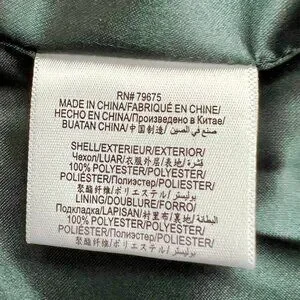 RN# 79675
MADE IN CHINA/FABRIQUÉ EN CHINE/
HECHO EN CHINA/Произведено в Китае/
BUATAN CHINA/中国制造/ صنع في الصين
SHELL/EXTERIEUR/EXTERIOR/
Чехол/LUAR/衣服外层/表地/قشرة
100% POLYESTER/POLYESTER/
POLIÉSTER/Полиэстер/POLIESTER/
聚酯纤维/ポリエステル/بوليستر
LINING/DOUBLURE/FORRO/
Подкладка/LAPISAN/衬里/裏地/البطانة
100% POLYESTER/POLYESTER/
POLIÉSTER/Полиэстер/POLIESTER/
聚酯纤维/ポリエステル/بوليستر